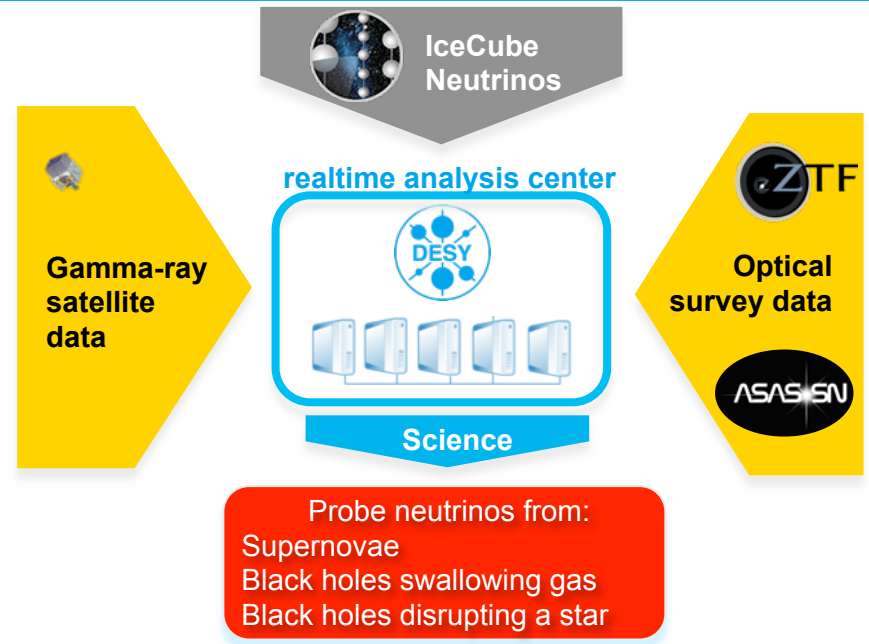 IceCube
Neutrinos
realtime analysis center
DESY
Gamma-ray
satellite
data
ZTF
Optical
survey data
ASAS-SN
Science
Probe neutrinos from:
Supernovae
Black holes swallowing gas
Black holes disrupting a star